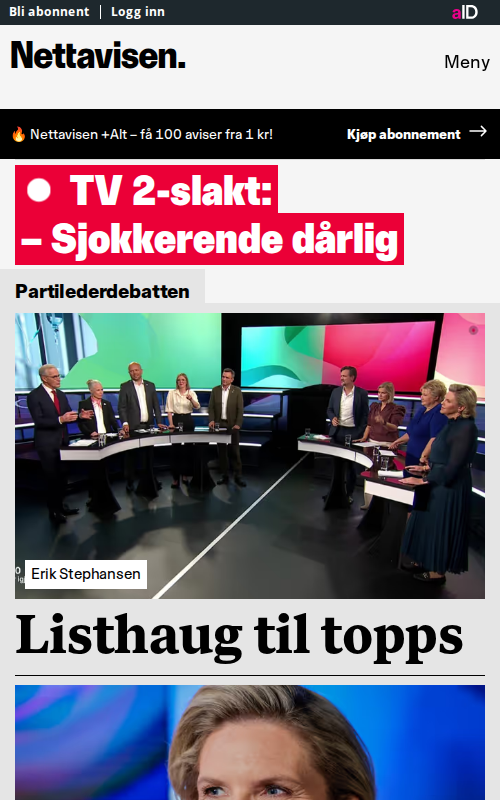 Bli abonnent
Logg inn
aID
Nettavisen.
Meny
🔥 Nettavisen +Alt – få 100 aviser fra 1 kr!
Kjøp abonnement →
TV 2-slakt:
– Sjokkerende dårlig
Partilederdebatten
Erik Stephansen
Listhaug til topps